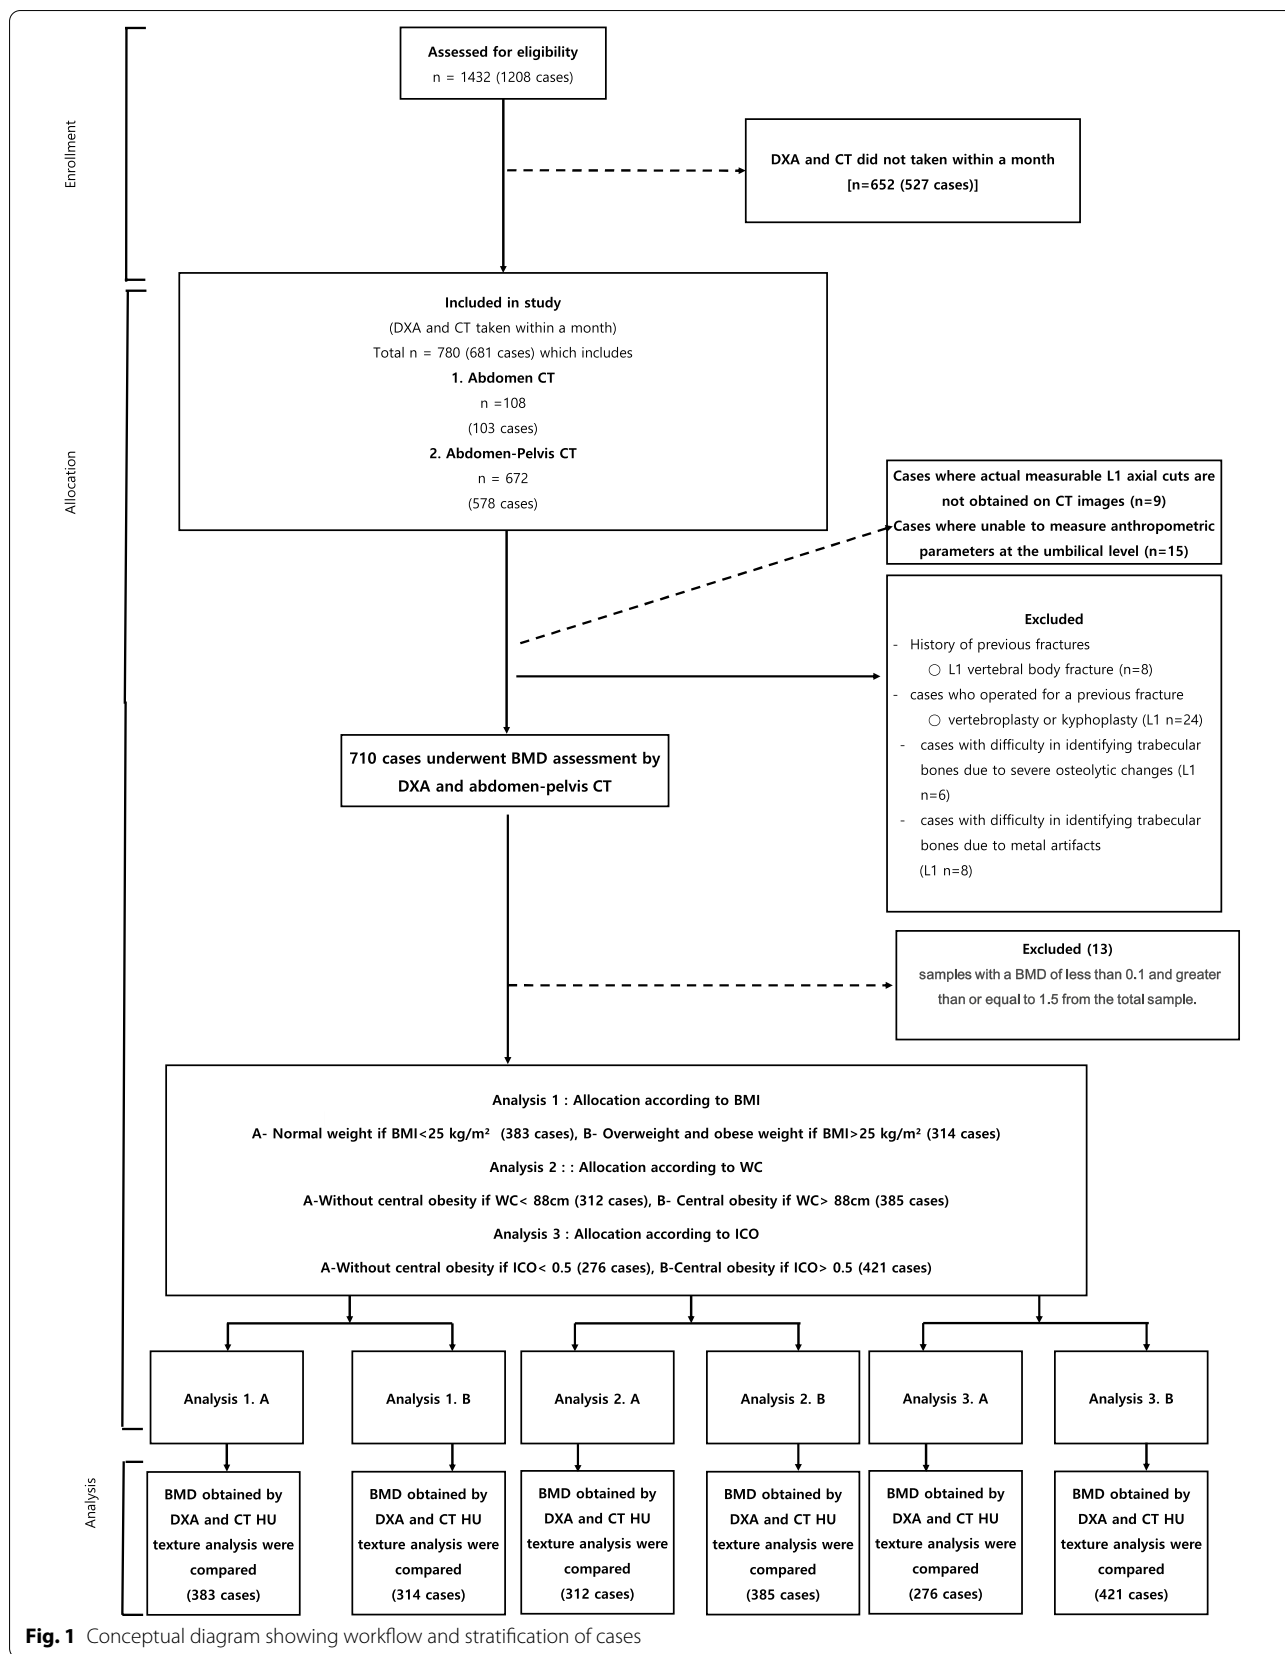 Enrollment
Assessed for eligibility
n = 1432 (1208 cases)
DXA and CT did not taken within a month
[n=652 (527 cases)]
Allocation
Included in study
(DXA and CT taken within a month)
Total n = 780 (681 cases) which includes
1. Abdomen CT
n =108
(103 cases)
2. Abdomen-Pelvis CT
n = 672
(578 cases)
Cases where actual measurable L1 axial cuts are
not obtained on CT images (n=9)
Cases where unable to measure anthropometric
parameters at the umbilical level (n=15)
Excluded
- History of previous fractures
○ L1 vertebral body fracture (n=8)
- cases who operated for a previous fracture
○ vertebroplasty or kyphoplasty (L1 n=24)
- cases with difficulty in identifying trabecular
bones due to severe osteolytic changes (L1
n=6)
- cases with difficulty in identifying trabecular
bones due to metal artifacts
(L1 n=8)
710 cases underwent BMD assessment by
DXA and abdomen-pelvis CT
Excluded (13)
samples with a BMD of less than 0.1 and greater
than or equal to 1.5 from the total sample.
Analysis 1 : Allocation according to BMI
A- Normal weight if BMI<25 kg/m² (383 cases), B- Overweight and obese weight if BMI>25 kg/m² (314 cases)
Analysis 2 : : Allocation according to WC
A-Without central obesity if WC< 88cm (312 cases), B- Central obesity if WC> 88cm (385 cases)
Analysis 3 : Allocation according to ICO
A-Without central obesity if ICO< 0.5 (276 cases), B-Central obesity if ICO> 0.5 (421 cases)
Analysis 1. A
Analysis 1. B
Analysis 2. A
Analysis 2. B
Analysis 3. A
Analysis 3. B
Analysis
BMD obtained by
DXA and CT HU
texture analysis were
compared
(383 cases)
BMD obtained by
DXA and CT HU
texture analysis were
compared
(314 cases)
BMD obtained by
DXA and CT HU
texture analysis were
compared
(312 cases)
BMD obtained by
DXA and CT HU
texture analysis were
compared
(385 cases)
BMD obtained by
DXA and CT HU
texture analysis were
compared
(276 cases)
BMD obtained by
DXA and CT HU
texture analysis were
compared
(421 cases)
Fig. 1 Conceptual diagram showing workflow and stratification of cases